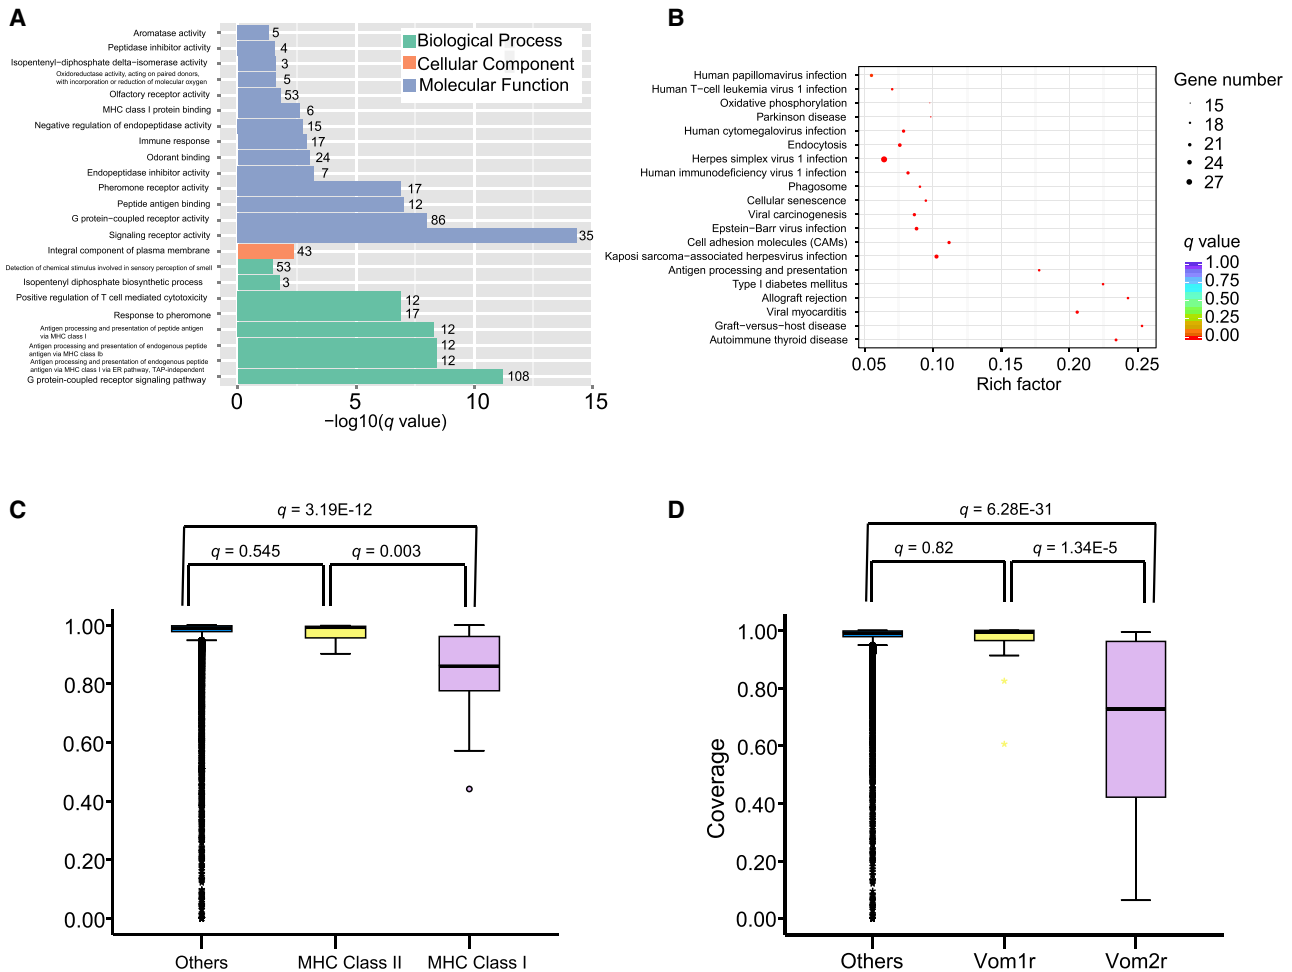 A
Aromatase activity
5
Peptidase inhibitor activity
4
Isopentenyl−diphosphate delta−isomerase activity
3
Oxidoreductase activity, acting on paired donors,
with incorporation or reduction of molecular oxygen
5
Olfactory receptor activity
53
MHC class I protein binding
6
Negative regulation of endopeptidase activity
15
Immune response
17
Odorant binding
24
Endopeptidase inhibitor activity
7
Pheromone receptor activity
17
Peptide antigen binding
12
G protein−coupled receptor activity
86
Signaling receptor activity
35
Integral component of plasma membrane
43
Detection of chemical stimulus involved in sensory perception of smell
53
Isopentenyl diphosphate biosynthetic process
3
Positive regulation of T cell mediated cytotoxicity
12
Response to pheromone
17
Antigen processing and presentation of peptide antigen
via MHC class I
12
Antigen processing and presentation of endogenous peptide
antigen via MHC class Ib
12
Antigen processing and presentation of endogenous peptide
antigen via MHC class I via ER pathway, TAP-independent
12
G protein-coupled receptor signaling pathway
108
Biological Process
Cellular Component
Molecular Function
0 5 10 15
−log10(q value)
B
Human papillomavirus infection
Human T−cell leukemia virus 1 infection
Oxidative phosphorylation
Parkinson disease
Human cytomegalovirus infection
Endocytosis
Herpes simplex virus 1 infection
Human immunodeficiency virus 1 infection
Phagosome
Cellular senescence
Viral carcinogenesis
Epstein−Barr virus infection
Cell adhesion molecules (CAMs)
Kaposi sarcoma−associated herpesvirus infection
Antigen processing and presentation
Type I diabetes mellitus
Allograft rejection
Viral myocarditis
Graft−versus−host disease
Autoimmune thyroid disease
0.05 0.10 0.15 0.20 0.25
Rich factor
Gene number
15
18
21
24
27
q value
1.00
0.75
0.50
0.25
0.00
C
q = 3.19E-12
q = 0.545
q = 0.003
1.00
0.80
0.60
0.40
0.20
0.00
Others MHC Class II MHC Class I
D
q = 6.28E-31
q = 0.82
q = 1.34E-5
Coverage
1.00
0.80
0.60
0.40
0.20
0.00
Others Vom1r Vom2r